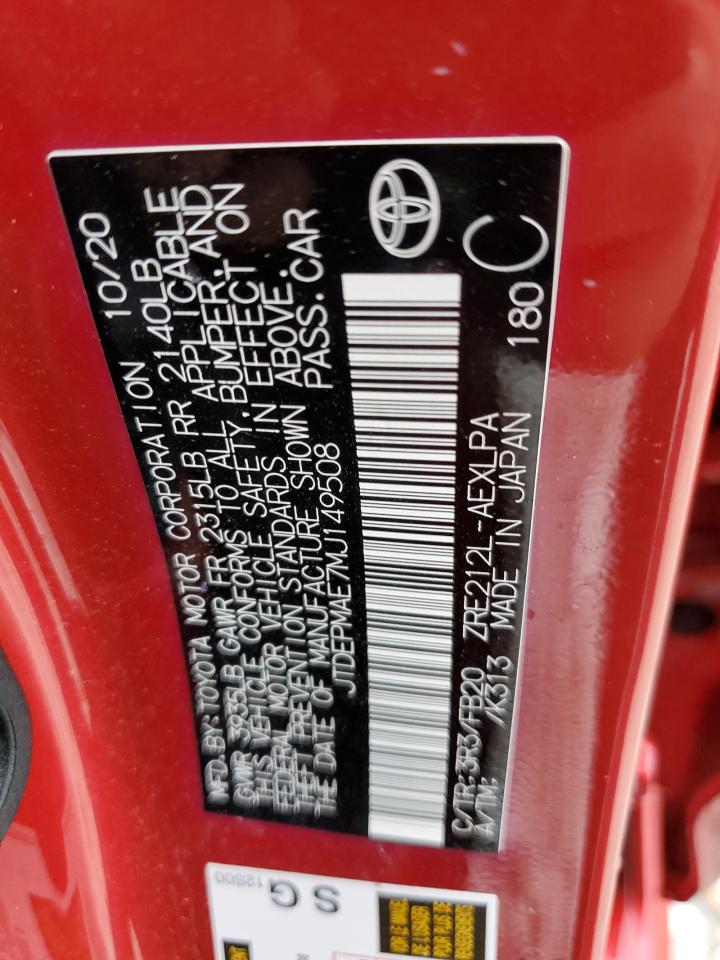 MFD BY: TOYOTA MOTOR CORPORATION 10/20
GVWR 3935LB GAWR FR 2315LB RR 2140LB
THIS VEHICLE CONFORMS TO ALL APPLICABLE
FEDERAL MOTOR VEHICLE SAFETY, BUMPER, AND
THEFT PREVENTION STANDARDS IN EFFECT ON
THE DATE OF MANUFACTURE SHOWN ABOVE.
JTDEPMAE7MJ149508 PASS. CAR
C/TR: 3R3/FB20 ZRE212L-AEXLPA 180
A/TM: /K313 MADE IN JAPAN
C
S G
12S00